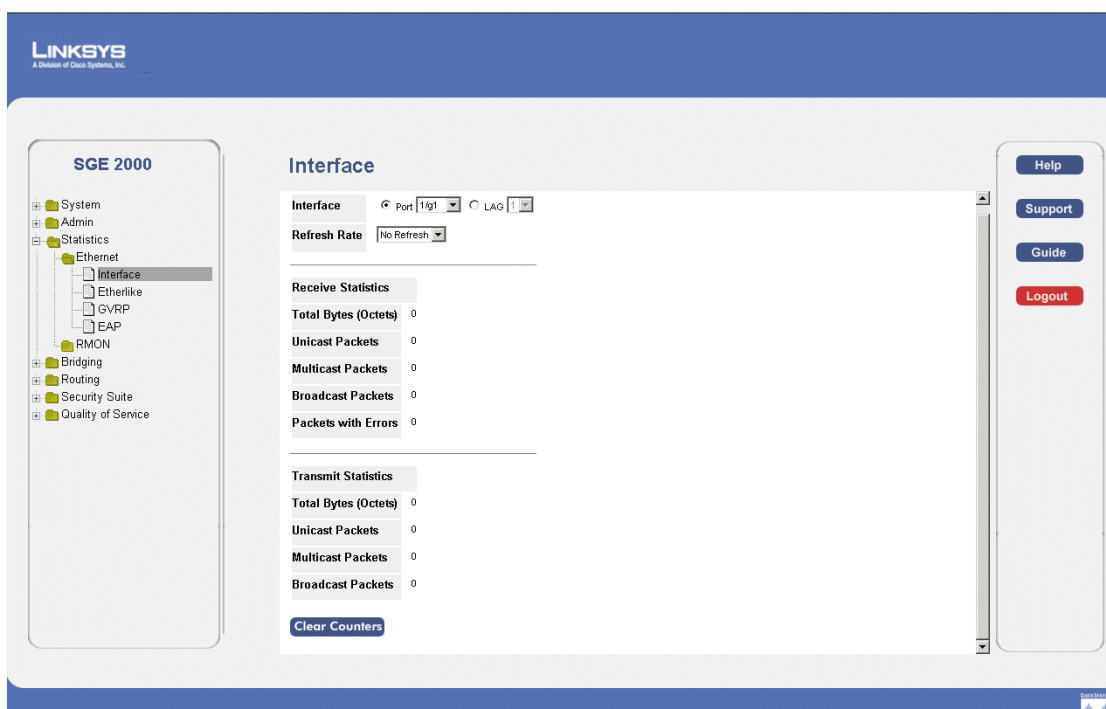 LINKSYS
A Division of Cisco Systems, Inc.
SGE 2000
System
Admin
Statistics
Ethernet
Interface
Etherlike
GVRP
EAP
RMON
Bridging
Routing
Security Suite
Quality of Service
Interface
Interface Port 1/g1 LAG 1
Refresh Rate No Refresh
Receive Statistics
Total Bytes (Octets) 0
Unicast Packets 0
Multicast Packets 0
Broadcast Packets 0
Packets with Errors 0
Transmit Statistics
Total Bytes (Octets) 0
Unicast Packets 0
Multicast Packets 0
Broadcast Packets 0
Clear Counters
Help
Support
Guide
Logout